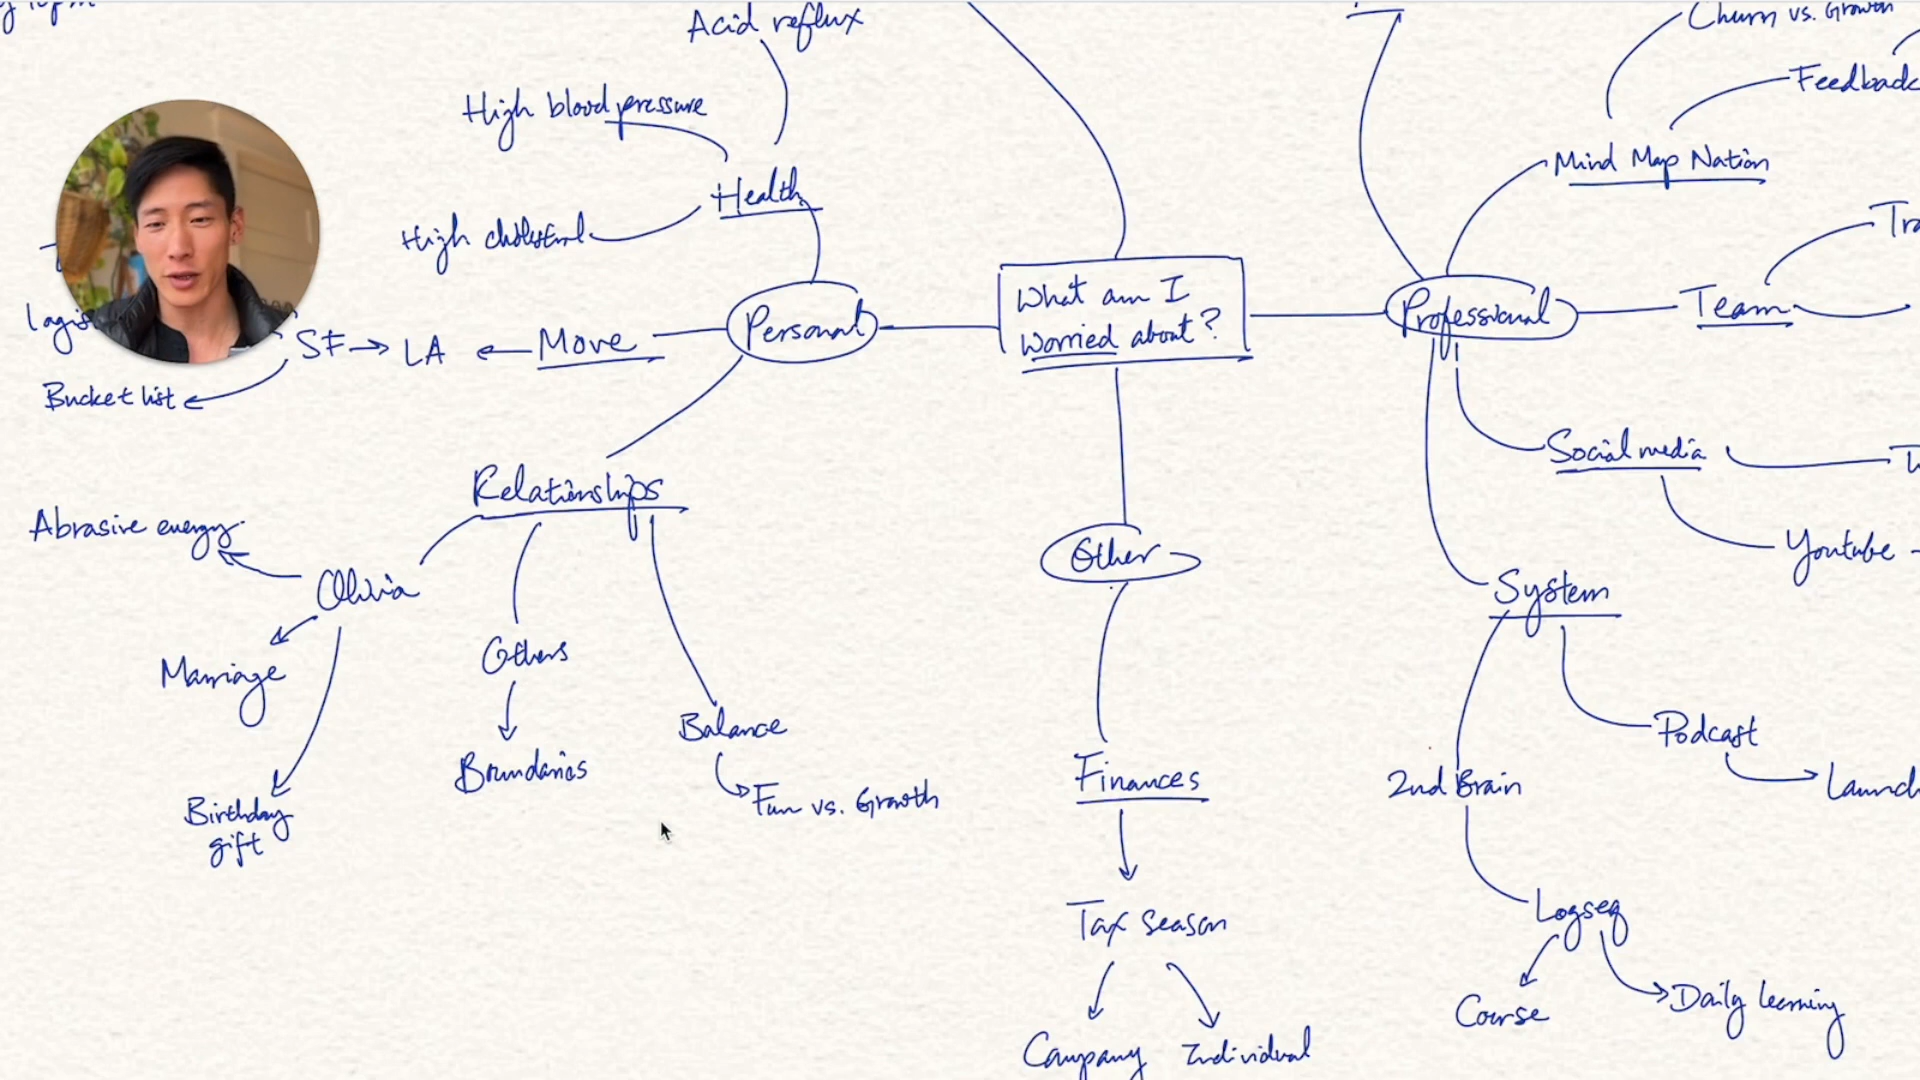 Acid reflux
Churn vs. Growth
High blood pressure
Feedback
Health
Mind Map Nation
High cholestral
What am I
worried about?
Personal
Professional
Team
Move
SF → LA
Bucket list
Relationships
Social media
Abrasive energy
Olivia
Other
Youtube
System
Others
Marriage
Balance
Podcast
Boundaries
Fun vs. Growth
Finances
2nd Brain
Birthday
gift
Tax season
Logseq
Course
Daily learning
Company
Individual